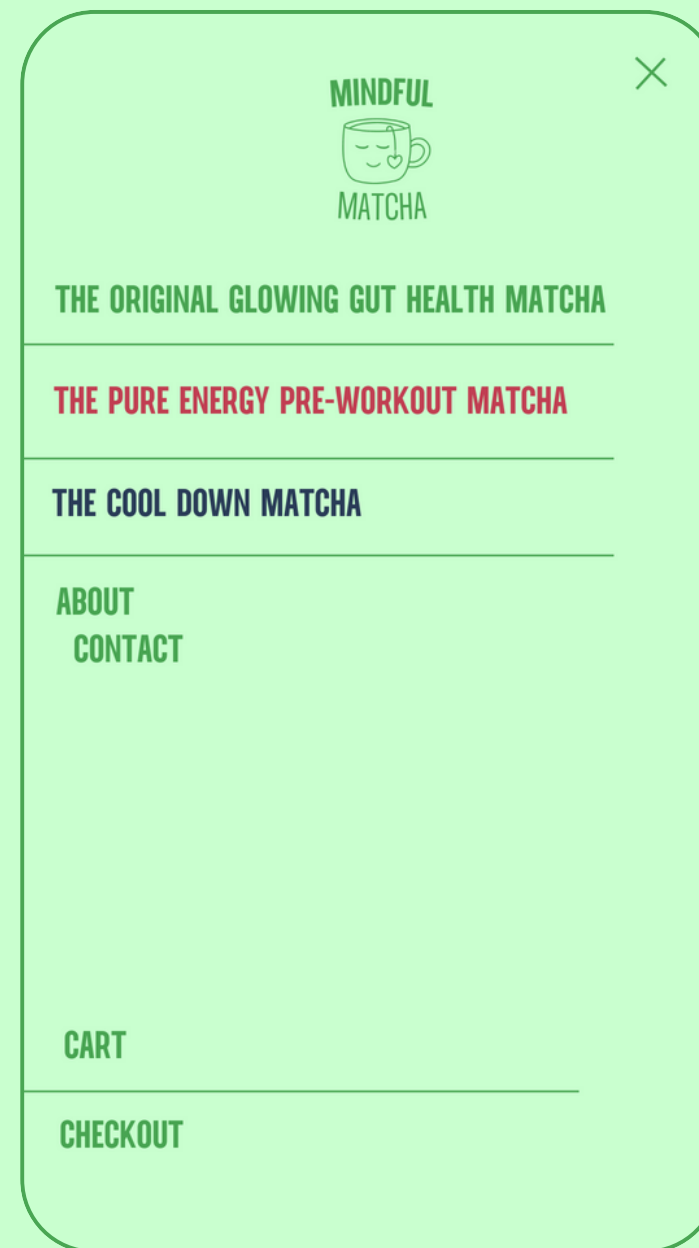 MINDFUL
MATCHA
THE ORIGINAL GLOWING GUT HEALTH MATCHA
THE PURE ENERGY PRE-WORKOUT MATCHA
THE COOL DOWN MATCHA
ABOUT
CONTACT
CART
CHECKOUT